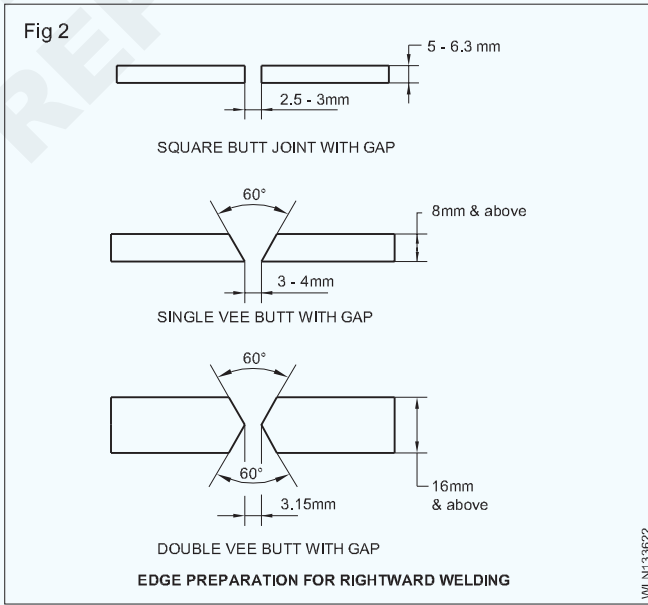 Fig 2
5 - 6.3 mm
2.5 - 3mm
SQUARE BUTT JOINT WITH GAP
60°
8mm & above
3 - 4mm
SINGLE VEE BUTT WITH GAP
60°
60°
16mm
& above
3.15mm
DOUBLE VEE BUTT WITH GAP
EDGE PREPARATION FOR RIGHTWARD WELDING
WLN133622